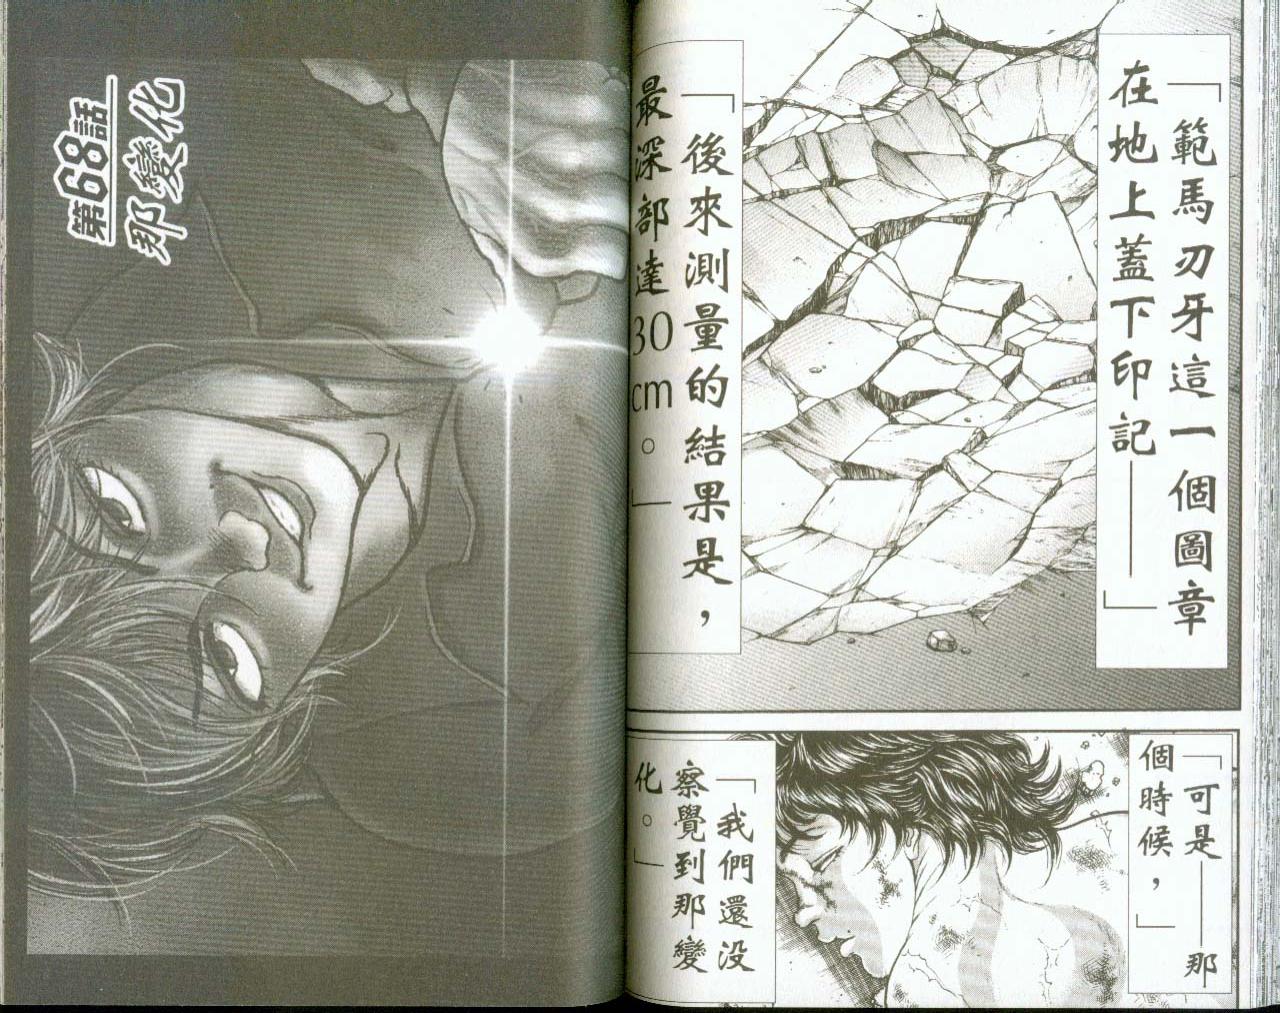 「範馬刃牙這一個圖章
在地上蓋下印記——」
「後來測量的結果是，
最深部達30cm。」
「可是——那
個時候，」
「我們還没
察覺到那變
化。」
第68話
那變化